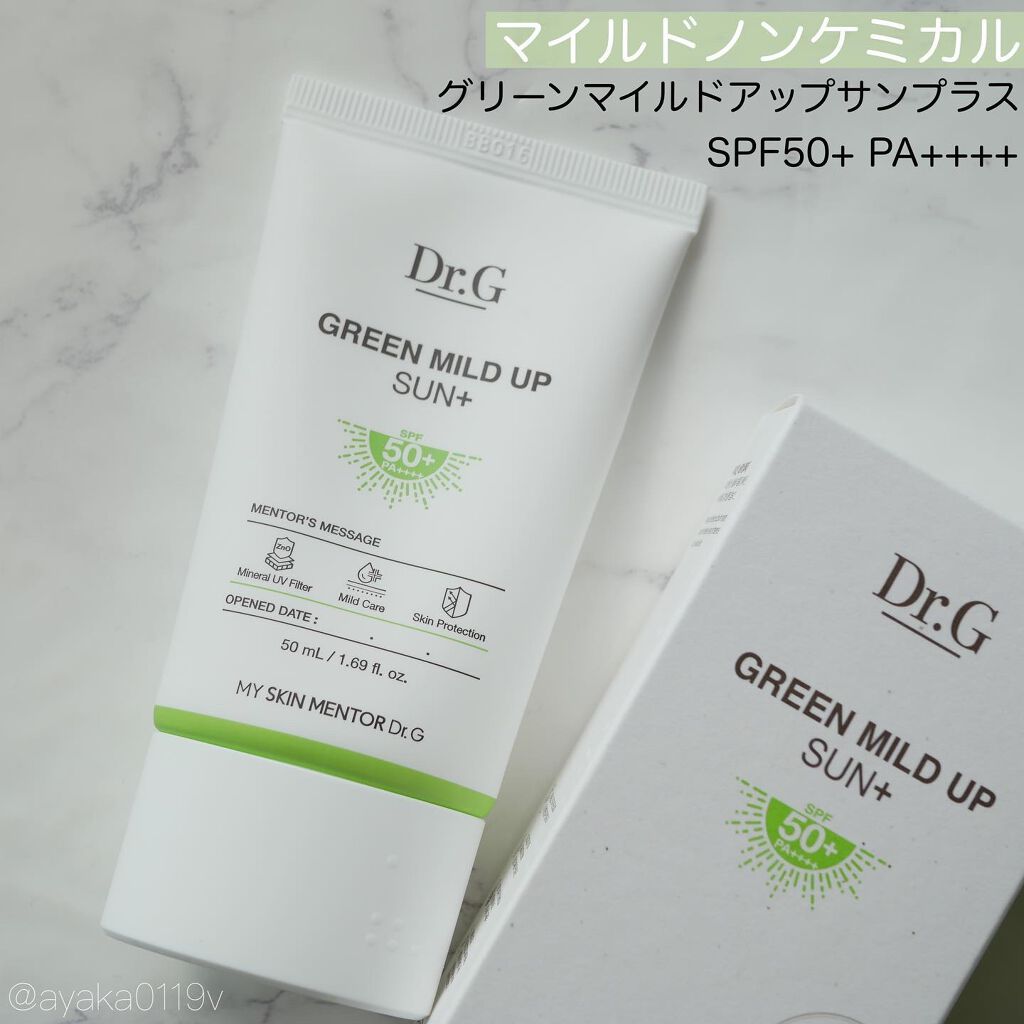 マイルドノンケミカル
グリーンマイルドアップサンプラス
SPF50+ PA++++
Dr.G
GREEN MILD UP
SUN+
SPF
50+
PA++++
MENTOR'S MESSAGE
ZnO
Mineral UV Filter
Mild Care
Skin Protection
OPENED DATE : . .
50 mL / 1.69 fl. oz.
MY SKIN MENTOR Dr.G
Dr.G
GREEN MILD UP
SUN+
SPF
50+
PA++++
@ayaka0119v